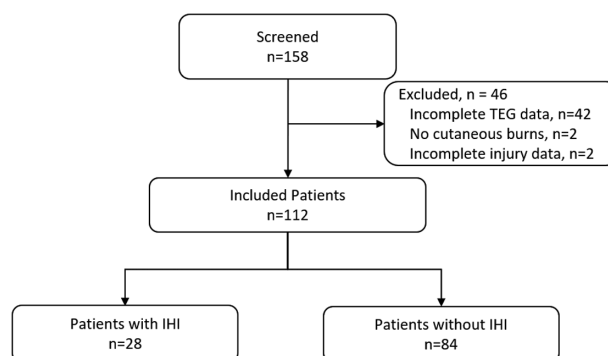 Screened
n=158
Excluded, n = 46
Incomplete TEG data, n=42
No cutaneous burns, n=2
Incomplete injury data, n=2
Included Patients
n=112
Patients with IHI
n=28
Patients without IHI
n=84